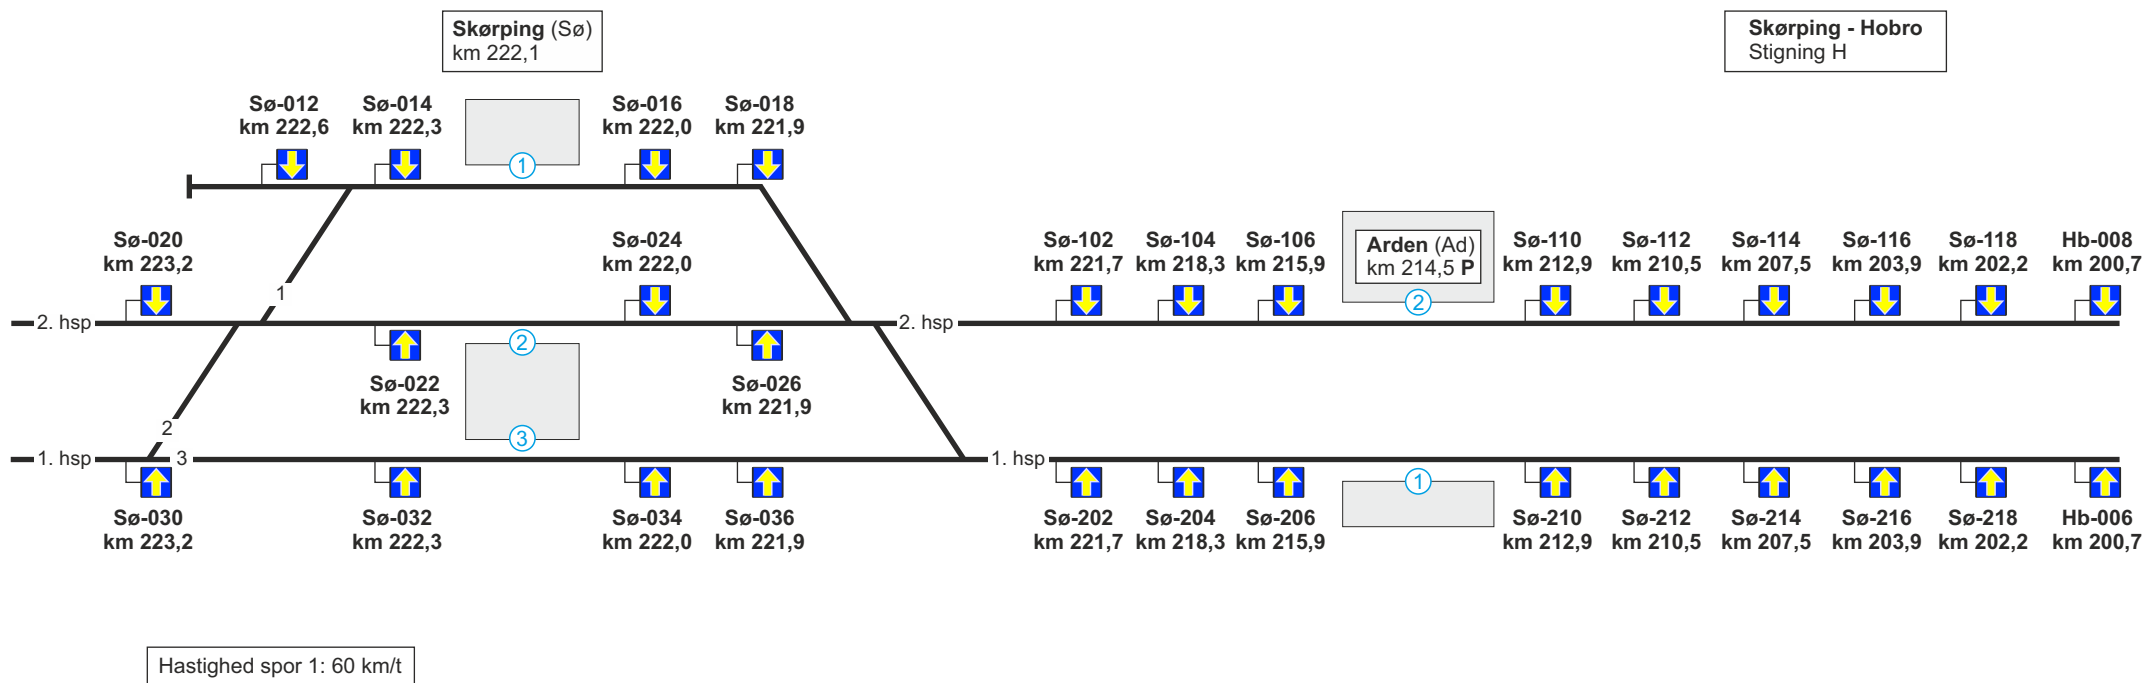 Skørping (Sø)
km 222,1
Skørping - Hobro
Stigning H
Sø-012
km 222,6
Sø-014
km 222,3
Sø-016
km 222,0
Sø-018
km 221,9
1
Sø-020
km 223,2
Sø-024
km 222,0
Sø-102
km 221,7
Sø-104
km 218,3
Sø-106
km 215,9
Arden (Ad)
km 214,5 P
2
Sø-110
km 212,9
Sø-112
km 210,5
Sø-114
km 207,5
Sø-116
km 203,9
Sø-118
km 202,2
Hb-008
km 200,7
1
2. hsp
2. hsp
2
Sø-022
km 222,3
Sø-026
km 221,9
2
3
1. hsp
3
1. hsp
1
Sø-030
km 223,2
Sø-032
km 222,3
Sø-034
km 222,0
Sø-036
km 221,9
Sø-202
km 221,7
Sø-204
km 218,3
Sø-206
km 215,9
Sø-210
km 212,9
Sø-212
km 210,5
Sø-214
km 207,5
Sø-216
km 203,9
Sø-218
km 202,2
Hb-006
km 200,7
Hastighed spor 1: 60 km/t